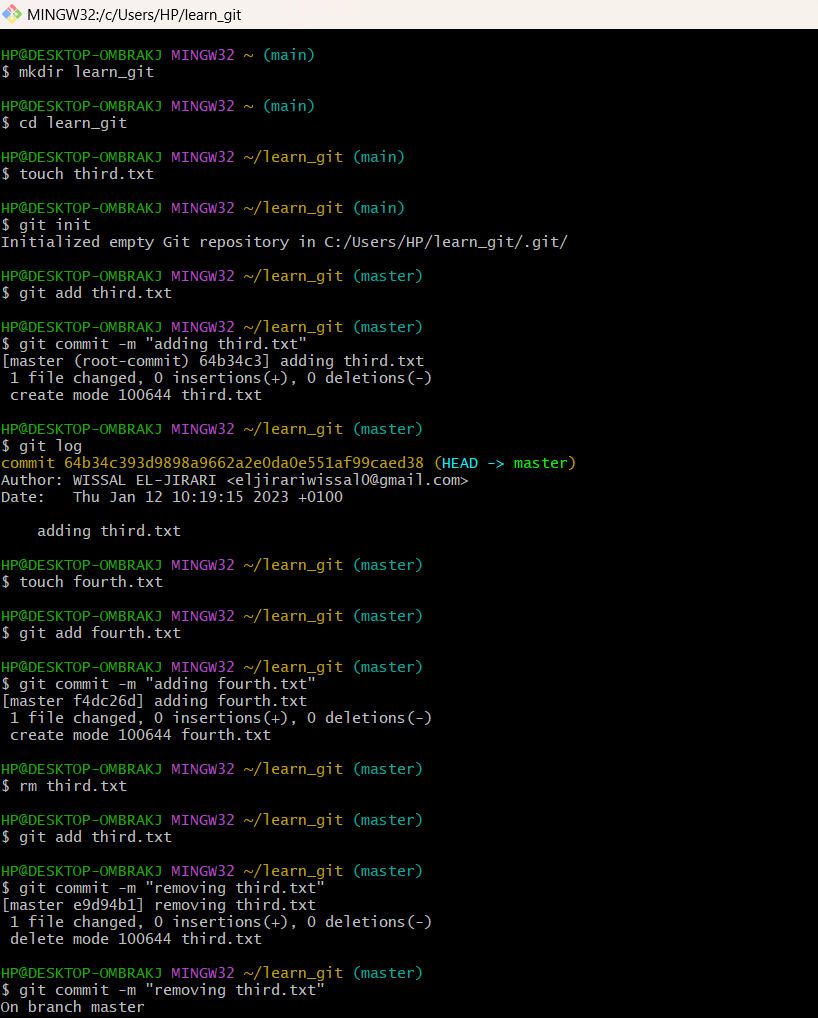 MINGW32:/c/Users/HP/learn_git
HP@DESKTOP-OMBRAKJ MINGW32 ~ (main)
$ mkdir learn_git
HP@DESKTOP-OMBRAKJ MINGW32 ~ (main)
$ cd learn_git
HP@DESKTOP-OMBRAKJ MINGW32 ~/learn_git (main)
$ touch third.txt
HP@DESKTOP-OMBRAKJ MINGW32 ~/learn_git (main)
$ git init
Initialized empty Git repository in C:/Users/HP/learn_git/.git/
HP@DESKTOP-OMBRAKJ MINGW32 ~/learn_git (master)
$ git add third.txt
HP@DESKTOP-OMBRAKJ MINGW32 ~/learn_git (master)
$ git commit -m "adding third.txt"
[master (root-commit) 64b34c3] adding third.txt
 1 file changed, 0 insertions(+), 0 deletions(-)
 create mode 100644 third.txt
HP@DESKTOP-OMBRAKJ MINGW32 ~/learn_git (master)
$ git log
commit 64b34c393d9898a9662a2e0da0e551af99caed38 (HEAD -> master)
Author: WISSAL EL-JIRARI <eljirariwissal0@gmail.com>
Date:   Thu Jan 12 10:19:15 2023 +0100
    adding third.txt
HP@DESKTOP-OMBRAKJ MINGW32 ~/learn_git (master)
$ touch fourth.txt
HP@DESKTOP-OMBRAKJ MINGW32 ~/learn_git (master)
$ git add fourth.txt
HP@DESKTOP-OMBRAKJ MINGW32 ~/learn_git (master)
$ git commit -m "adding fourth.txt"
[master f4dc26d] adding fourth.txt
 1 file changed, 0 insertions(+), 0 deletions(-)
 create mode 100644 fourth.txt
HP@DESKTOP-OMBRAKJ MINGW32 ~/learn_git (master)
$ rm third.txt
HP@DESKTOP-OMBRAKJ MINGW32 ~/learn_git (master)
$ git add third.txt
HP@DESKTOP-OMBRAKJ MINGW32 ~/learn_git (master)
$ git commit -m "removing third.txt"
[master e9d94b1] removing third.txt
 1 file changed, 0 insertions(+), 0 deletions(-)
 delete mode 100644 third.txt
HP@DESKTOP-OMBRAKJ MINGW32 ~/learn_git (master)
$ git commit -m "removing third.txt"
On branch master